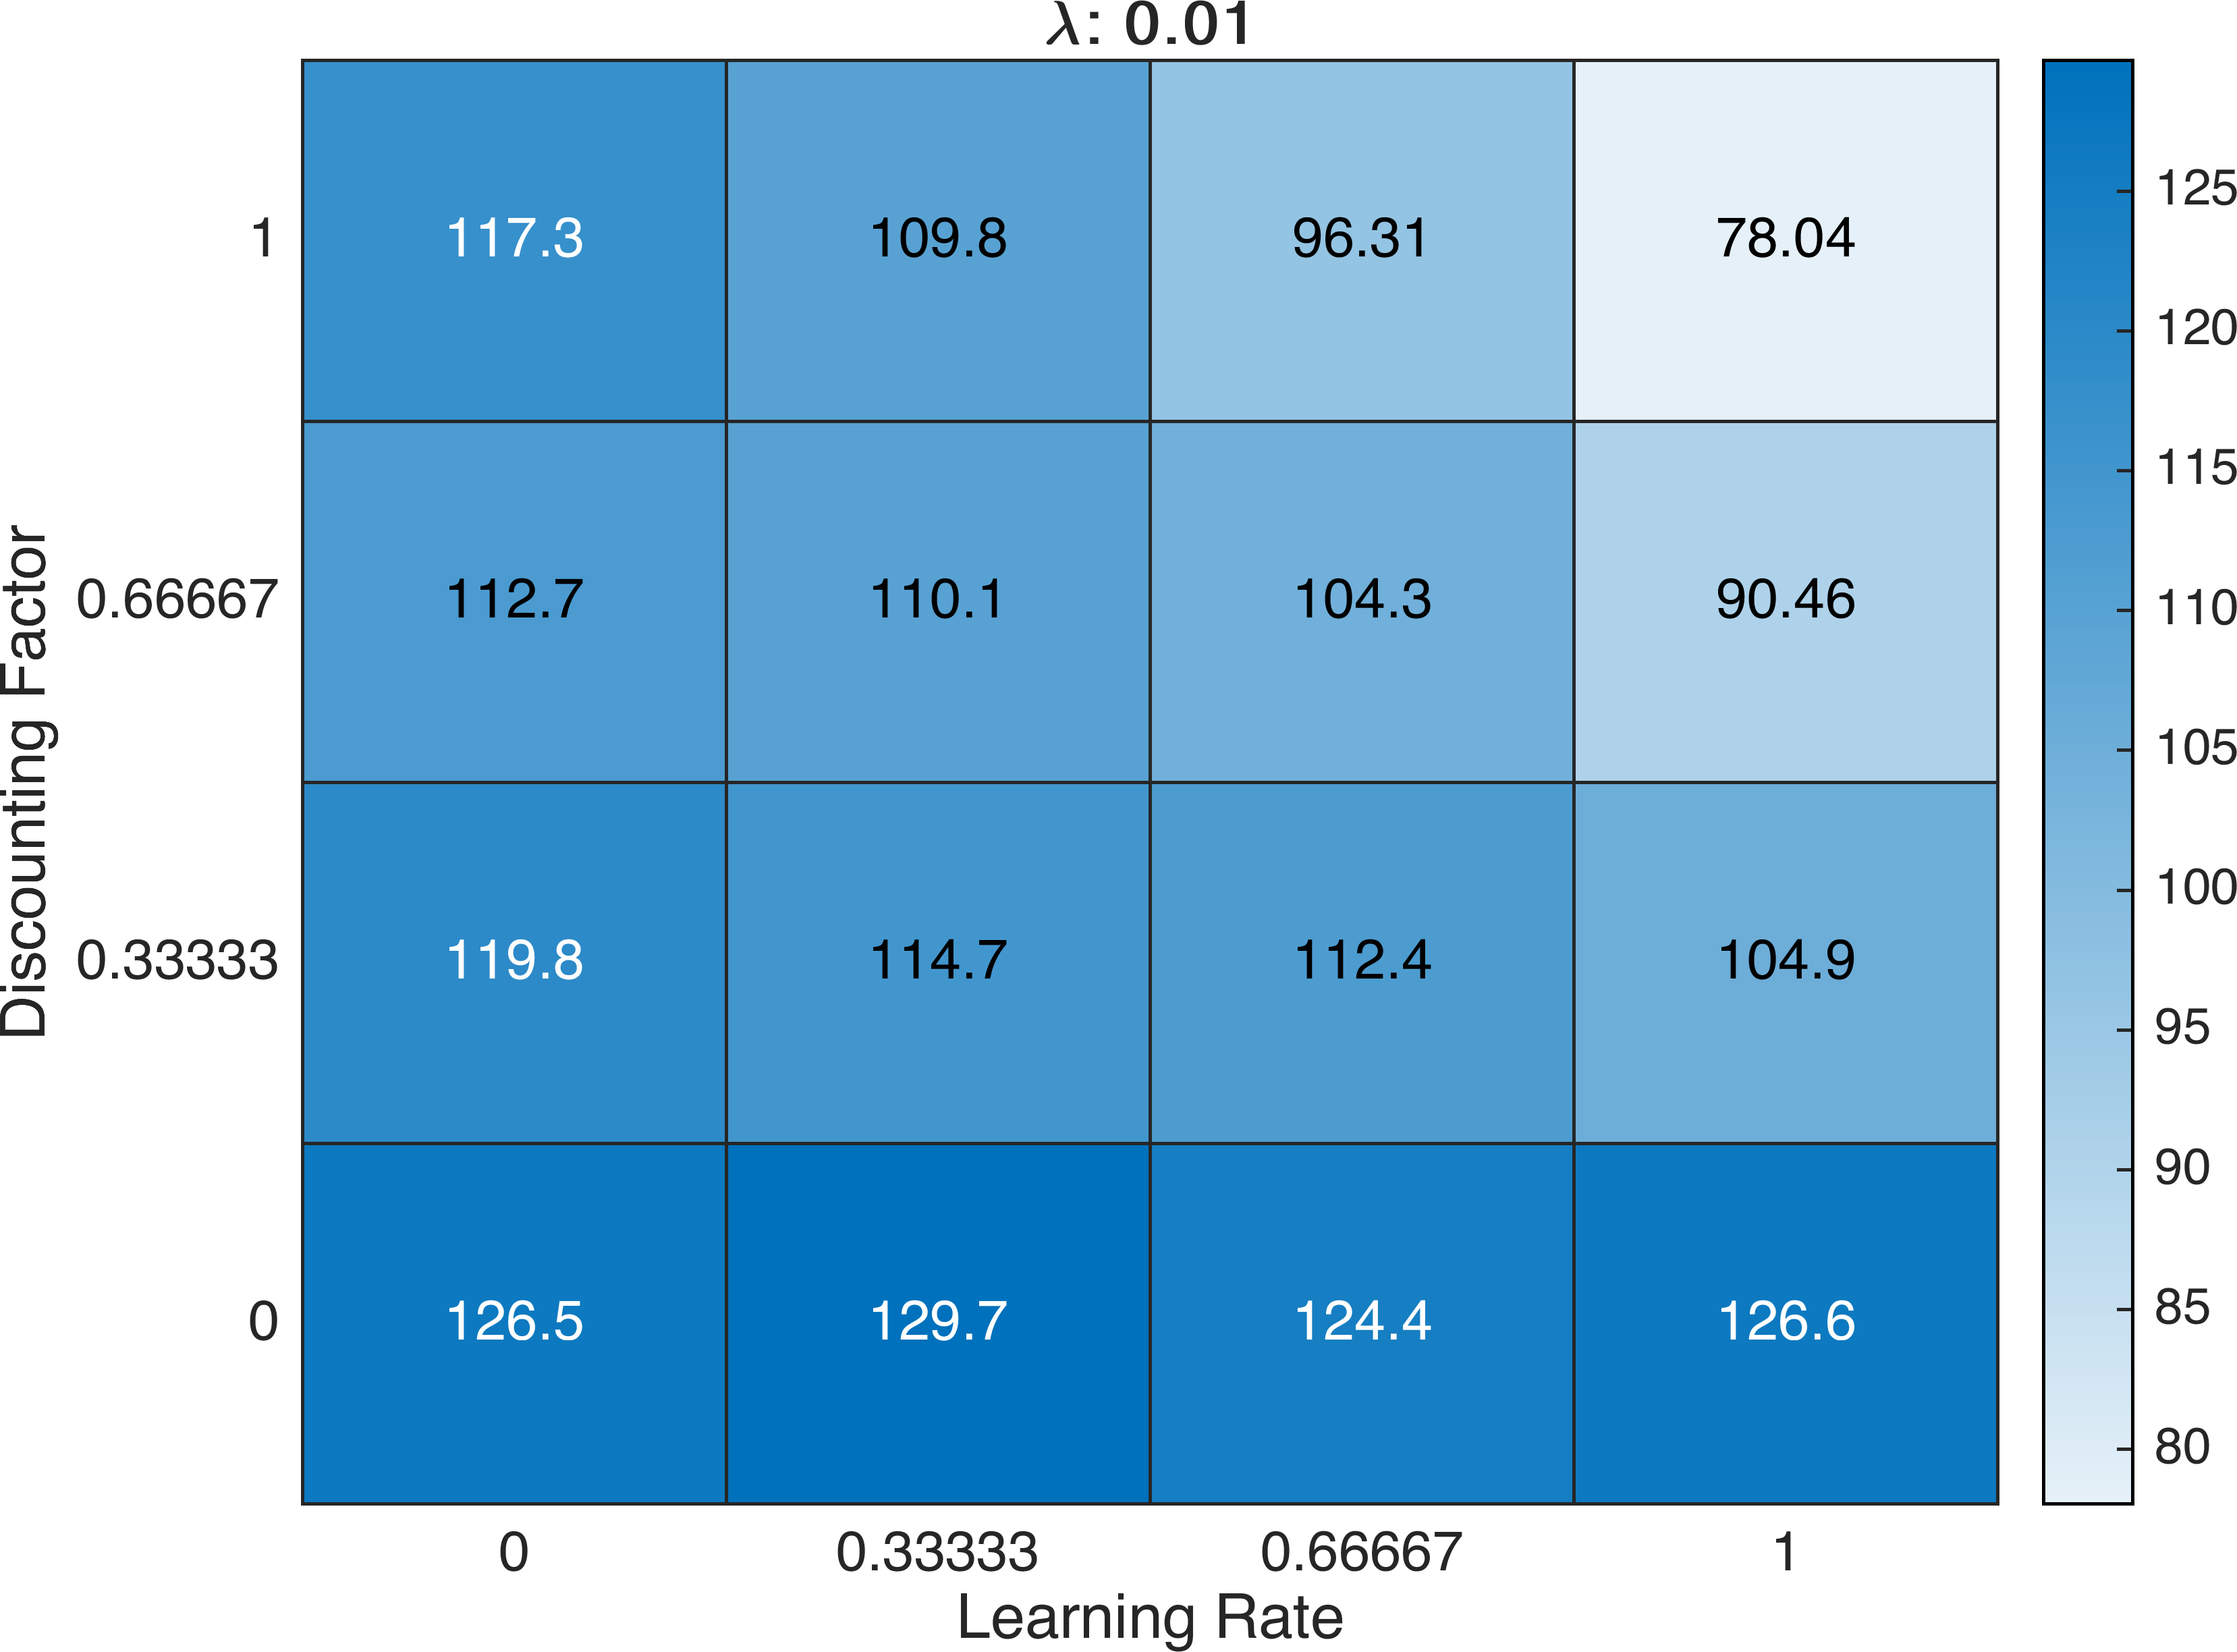 λ: 0.01
1 117.3 109.8 96.31 78.04
0.66667 112.7 110.1 104.3 90.46
0.33333 119.8 114.7 112.4 104.9
0 126.5 129.7 124.4 126.6
0 0.33333 0.66667 1
Learning Rate
Discounting Factor
125
120
115
110
105
100
95
90
85
80